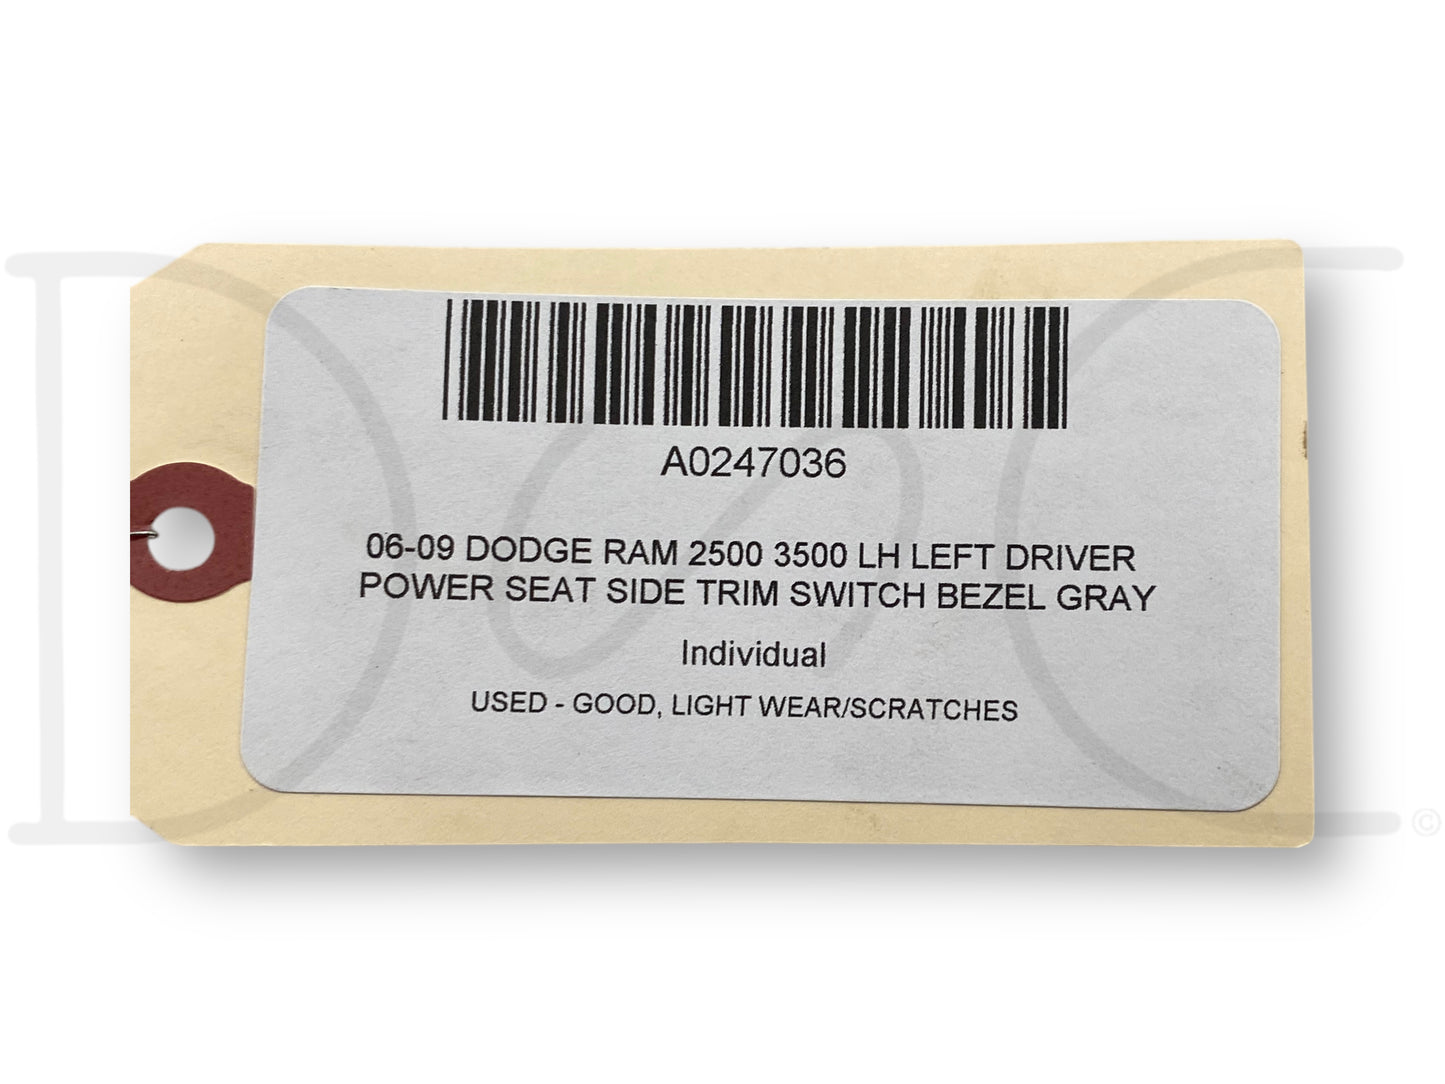 A0247036
06-09 DODGE RAM 2500 3500 LH LEFT DRIVER
POWER SEAT SIDE TRIM SWITCH BEZEL GRAY
Individual
USED - GOOD, LIGHT WEAR/SCRATCHES
©